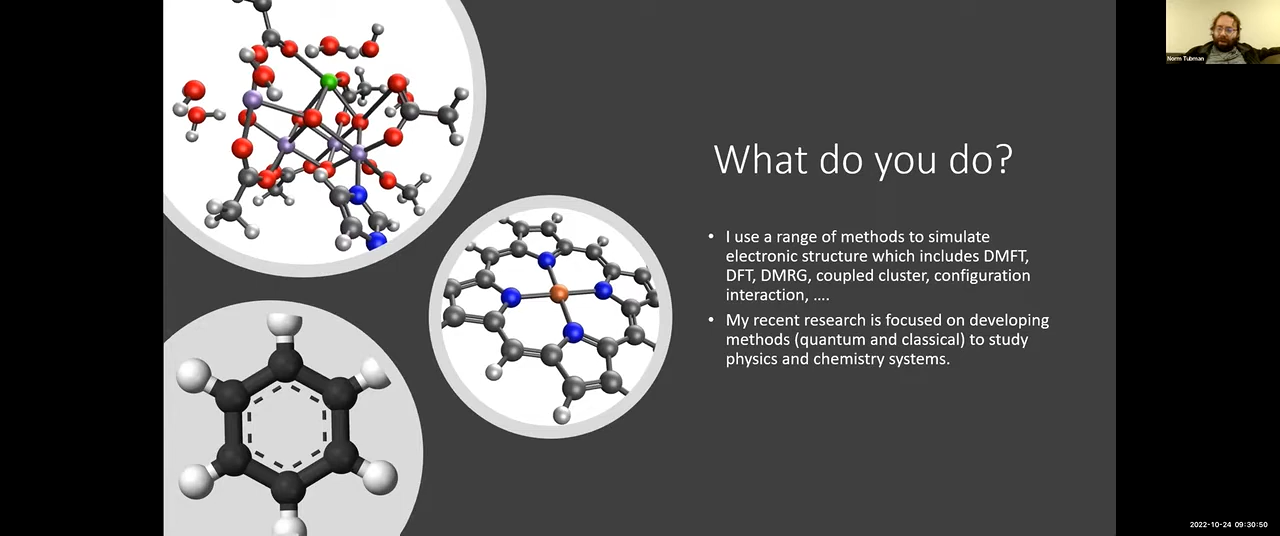 Norm Tubman
What do you do?
• I use a range of methods to simulate
electronic structure which includes DMFT,
DFT, DMRG, coupled cluster, configuration
interaction, ….
• My recent research is focused on developing
methods (quantum and classical) to study
physics and chemistry systems.
2022-10-24 09:30:50